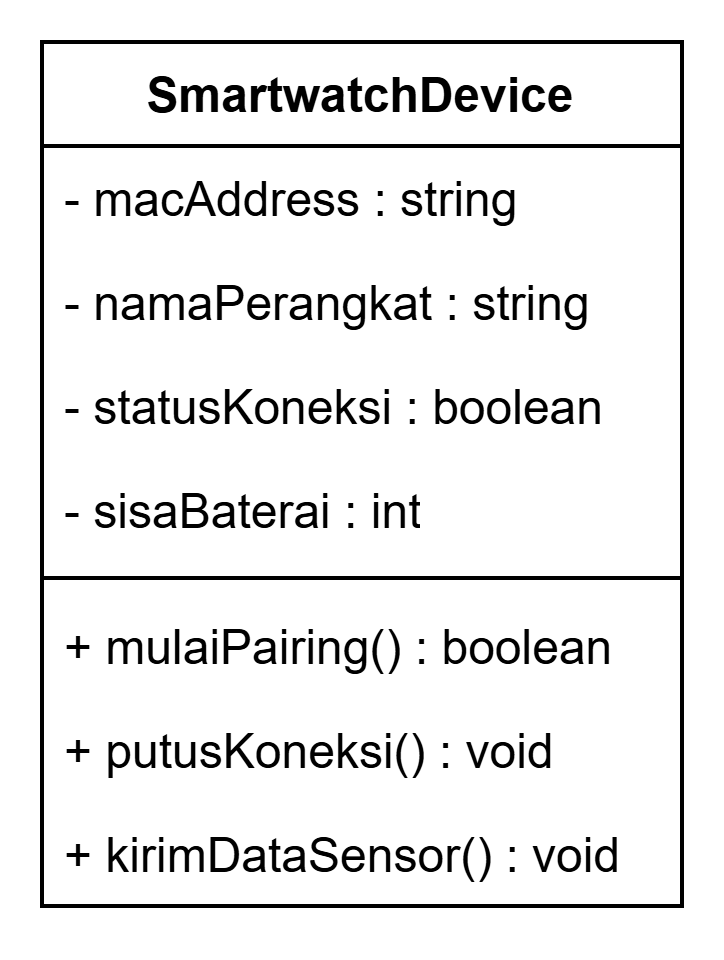 SmartwatchDevice
- macAddress : string
- namaPerangkat : string
- statusKoneksi : boolean
- sisaBaterai : int
+ mulaiPairing() : boolean
+ putusKoneksi() : void
+ kirimDataSensor() : void